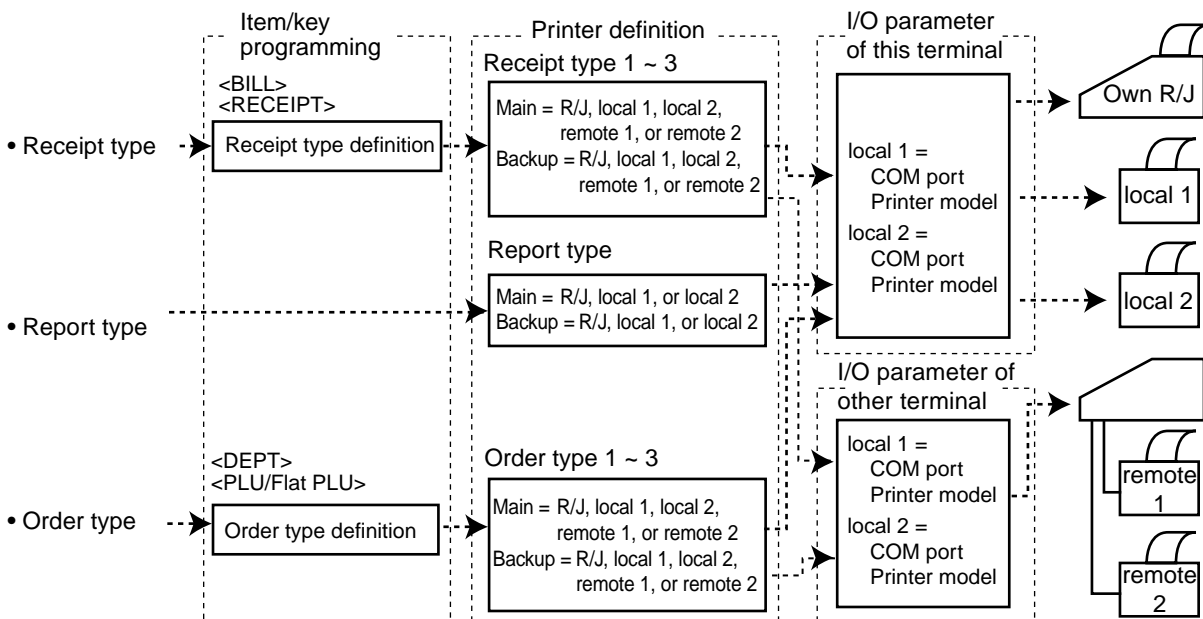 Item/key
programming
<BILL>
<RECEIPT>
• Receipt type
Receipt type definition
• Report type
<DEPT>
<PLU/Flat PLU>
• Order type
Order type definition
Printer definition
Receipt type 1 ~ 3
Main = R/J, local 1, local 2,
remote 1, or remote 2
Backup = R/J, local 1, local 2,
remote 1, or remote 2
Report type
Main = R/J, local 1, or local 2
Backup = R/J, local 1, or local 2
Order type 1 ~ 3
Main = R/J, local 1, local 2,
remote 1, or remote 2
Backup = R/J, local 1, local 2,
remote 1, or remote 2
I/O parameter
of this terminal
local 1 =
COM port
Printer model
local 2 =
COM port
Printer model
I/O parameter of
other terminal
local 1 =
COM port
Printer model
local 2 =
COM port
Printer model
Own R/J
local 1
local 2
remote
1
remote
2